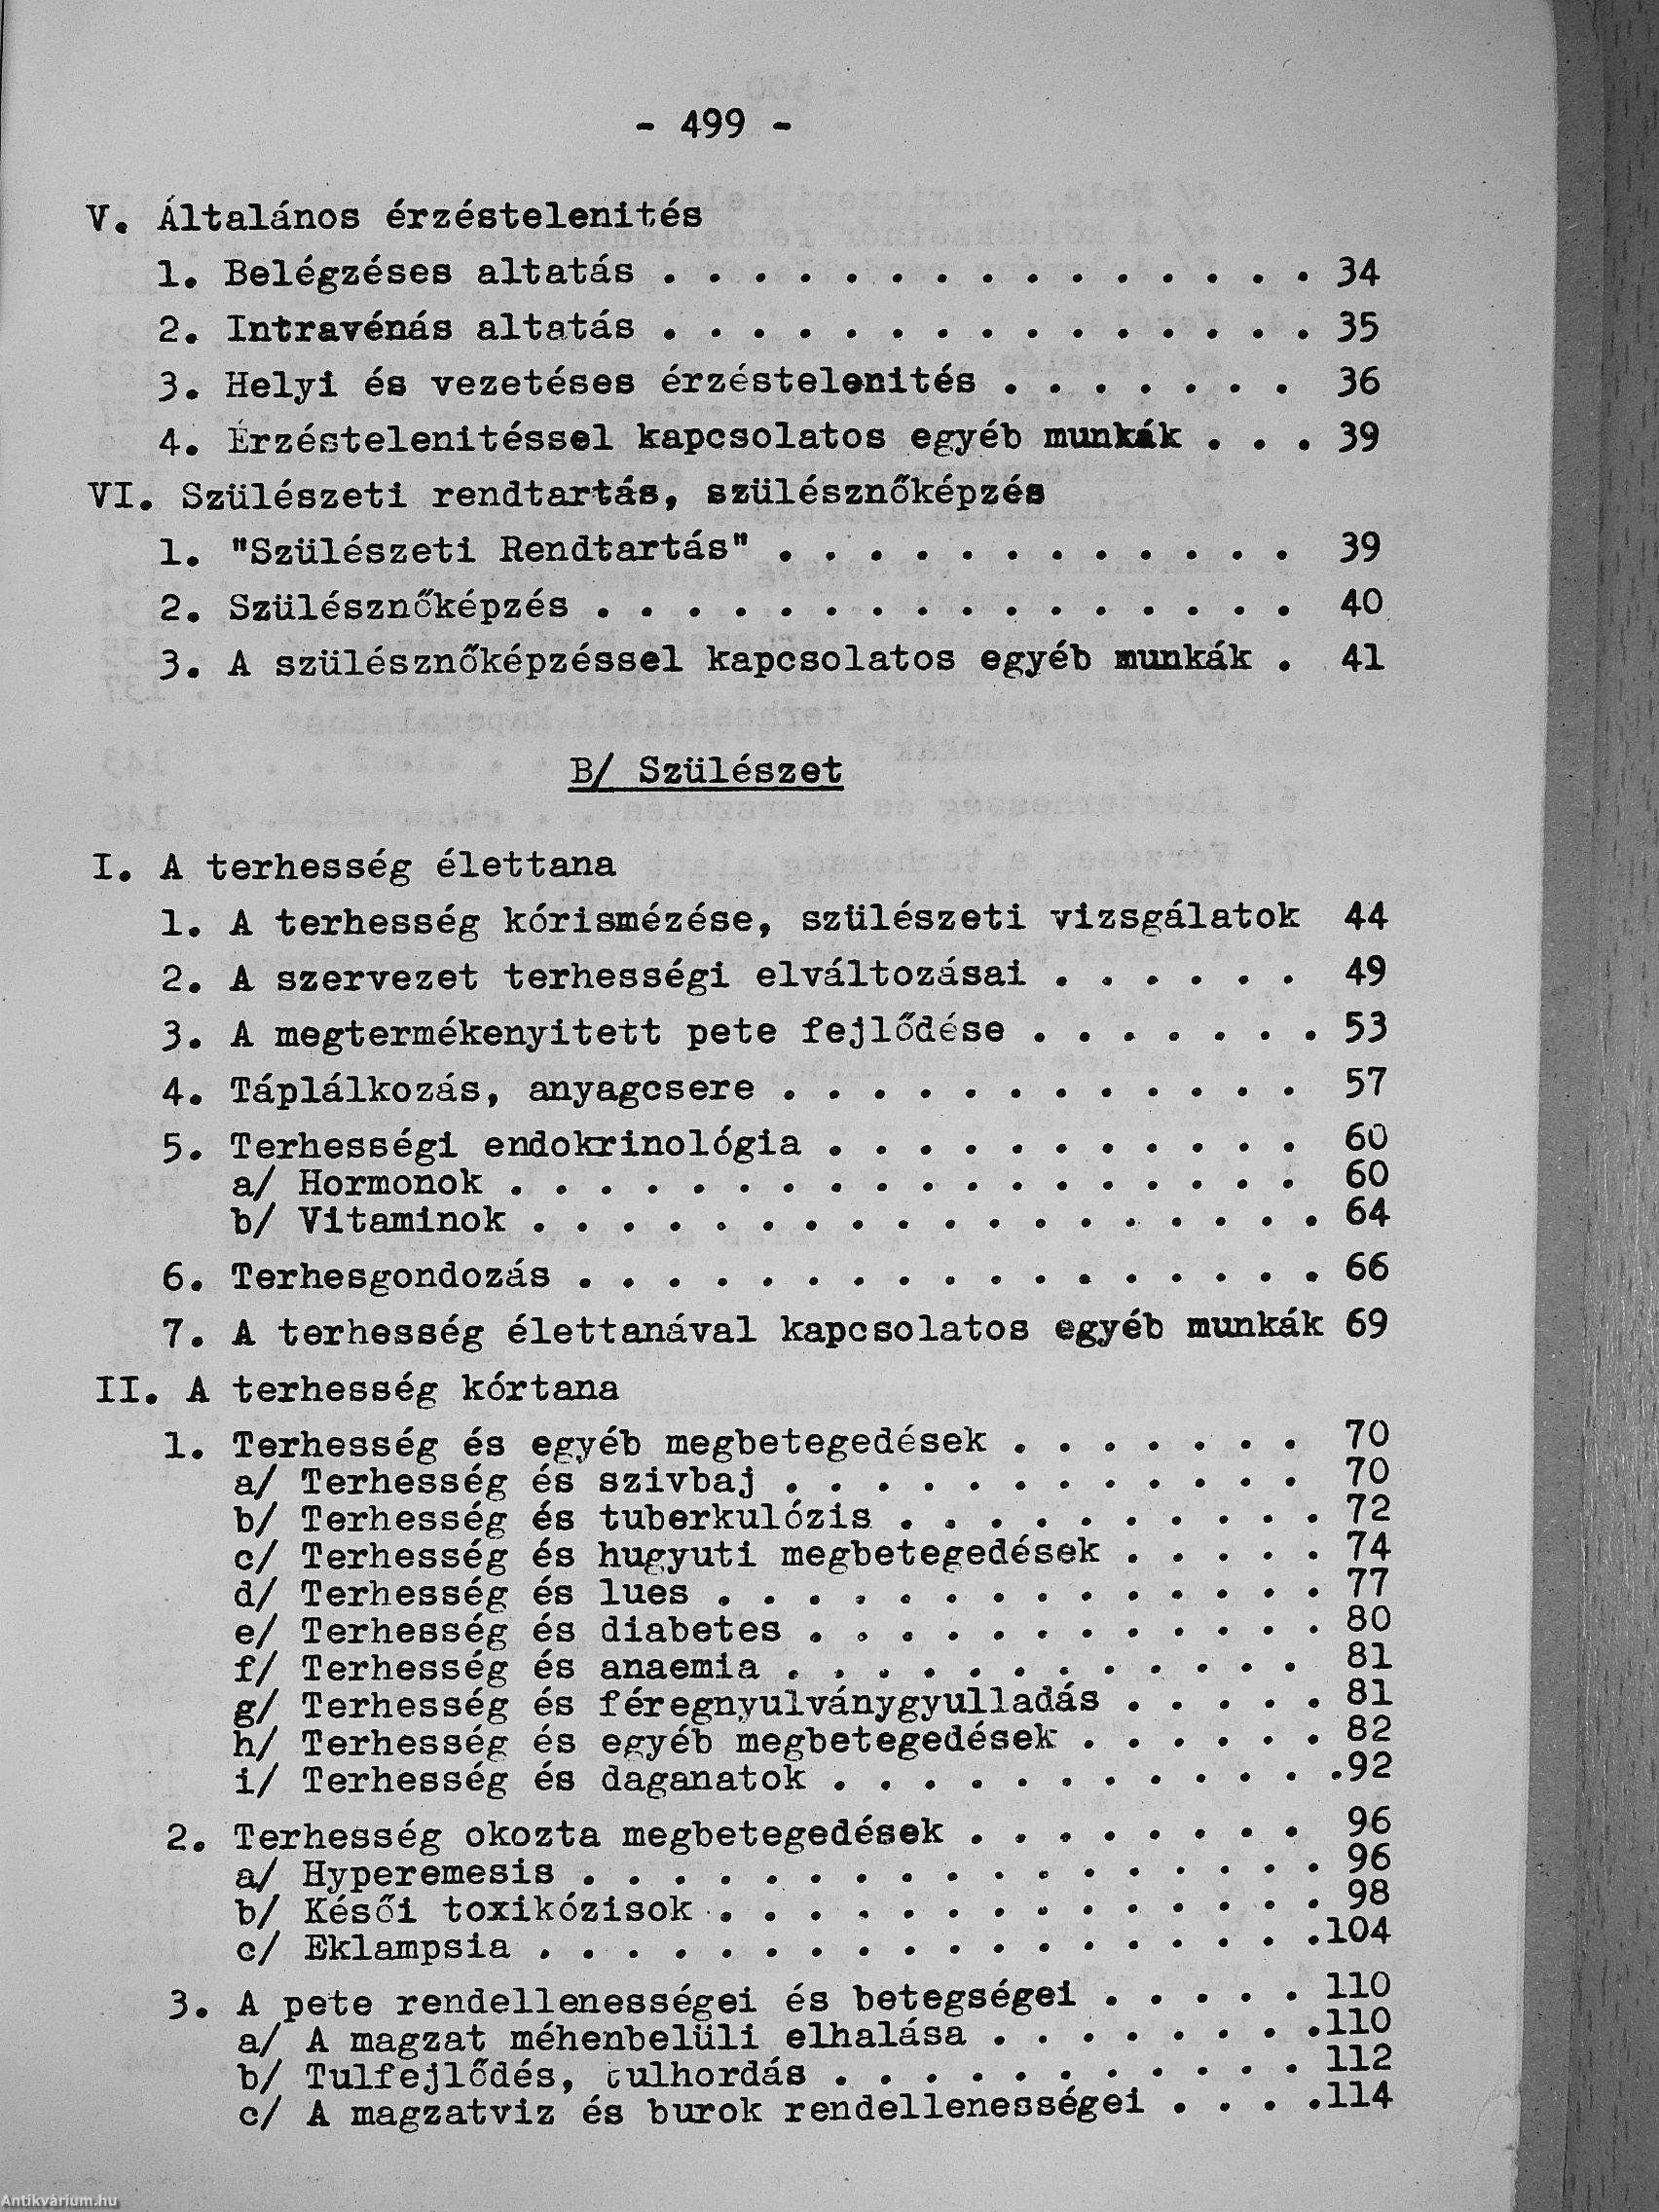 - 499 -
V. Általános érzéstelenités
1. Belégzéses altatás . . . . . . . . . . . . . . . 34
2. Intravénás altatás . . . . . . . . . . . . . . . 35
3. Helyi és vezetéses érzéstelenités . . . . . . . 36
4. Érzéstelenitéssel kapcsolatos egyéb munkák . . . 39
VI. Szülészeti rendtartás, szülésznőképzés
1. "Szülészeti Rendtartás" . . . . . . . . . . . . 39
2. Szülésznőképzés . . . . . . . . . . . . . . . . 40
3. A szülésznőképzéssel kapcsolatos egyéb munkák . 41
B/ Szülészet
I. A terhesség élettana
1. A terhesség kórismézése, szülészeti vizsgálatok 44
2. A szervezet terhességi elváltozásai . . . . . . 49
3. A megtermékenyitett pete fejlődése . . . . . . . 53
4. Táplálkozás, anyagcsere . . . . . . . . . . . . 57
5. Terhességi endokrinológia . . . . . . . . . . . 60
a/ Hormonok . . . . . . . . . . . . . . . . . . 60
b/ Vitaminok . . . . . . . . . . . . . . . . . . 64
6. Terhesgondozás . . . . . . . . . . . . . . . . . 66
7. A terhesség élettanával kapcsolatos egyéb munkák 69
II. A terhesség kórtana
1. Terhesség és egyéb megbetegedések . . . . . . . 70
a/ Terhesség és szivbaj . . . . . . . . . . . . 70
b/ Terhesség és tuberkulózis . . . . . . . . . . 72
c/ Terhesség és hugyuti megbetegedések . . . . . 74
d/ Terhesség és lues . . . . . . . . . . . . . . 77
e/ Terhesség és diabetes . . . . . . . . . . . . 80
f/ Terhesség és anaemia . . . . . . . . . . . . 81
g/ Terhesség és féregnyulványgyulladás . . . . . 81
h/ Terhesség és egyéb megbetegedések . . . . . . 82
i/ Terhesség és daganatok . . . . . . . . . . . .92
2. Terhesség okozta megbetegedések . . . . . . . . 96
a/ Hyperemesis . . . . . . . . . . . . . . . . . 96
b/ Késői toxikózisok . . . . . . . . . . . . . . 98
c/ Eklampsia . . . . . . . . . . . . . . . . . .104
3. A pete rendellenességei és betegségei . . . . . 110
a/ A magzat méhenbelüli elhalása . . . . . . . .110
b/ Tulfejlődés, tulhordás . . . . . . . . . . . 112
c/ A magzatviz és burok rendellenességei . . . .114
Antikvárium.hu